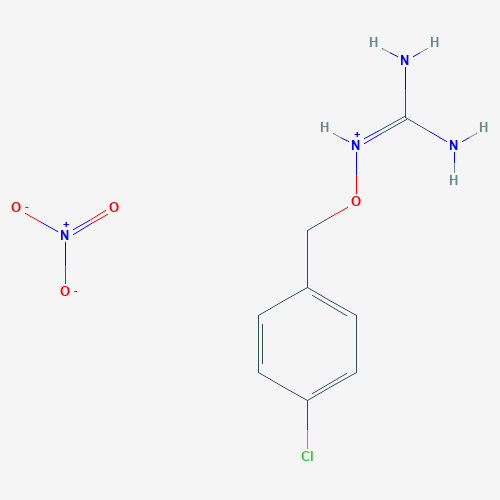 H N H
H N + N H
H
O - N + O
O
O -
Cl